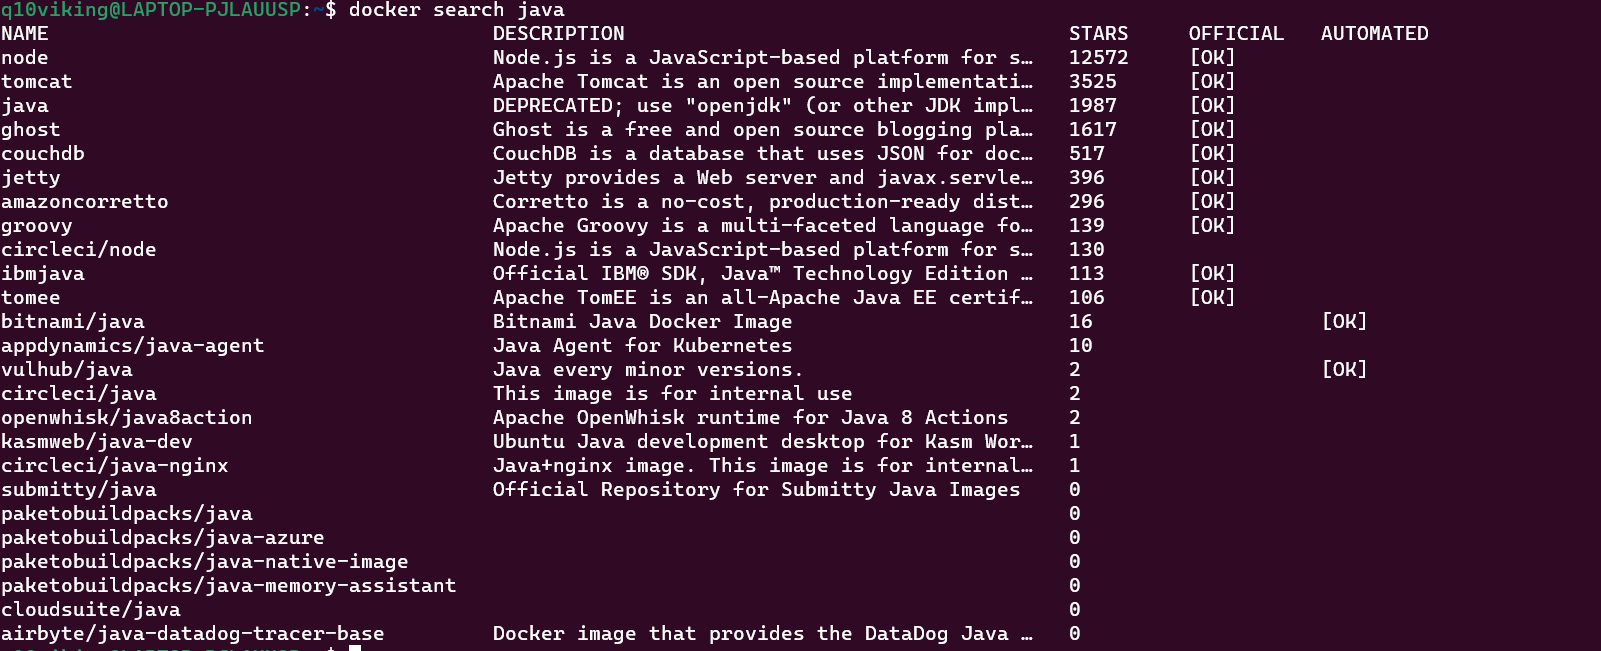 q10viking@LAPTOP-PJLAUUSP:~$ docker search java
NAME DESCRIPTION STARS OFFICIAL AUTOMATED
node Node.js is a JavaScript-based platform for s… 12572 [OK]
tomcat Apache Tomcat is an open source implementati… 3525 [OK]
java DEPRECATED; use "openjdk" (or other JDK impl… 1987 [OK]
ghost Ghost is a free and open source blogging pla… 1617 [OK]
couchdb CouchDB is a database that uses JSON for doc… 517 [OK]
jetty Jetty provides a Web server and javax.servle… 396 [OK]
amazoncorretto Corretto is a no-cost, production-ready dist… 296 [OK]
groovy Apache Groovy is a multi-faceted language fo… 139 [OK]
circleci/node Node.js is a JavaScript-based platform for s… 130
ibmjava Official IBM® SDK, Java™ Technology Edition … 113 [OK]
tomee Apache TomEE is an all-Apache Java EE certif… 106 [OK]
bitnami/java Bitnami Java Docker Image 16 [OK]
appdynamics/java-agent Java Agent for Kubernetes 10
vulhub/java Java every minor versions. 2 [OK]
circleci/java This image is for internal use 2
openwhisk/java8action Apache OpenWhisk runtime for Java 8 Actions 2
kasmweb/java-dev Ubuntu Java development desktop for Kasm Wor… 1
circleci/java-nginx Java+nginx image. This image is for internal… 1
submitty/java Official Repository for Submitty Java Images 0
paketobuildpacks/java 0
paketobuildpacks/java-azure 0
paketobuildpacks/java-native-image 0
paketobuildpacks/java-memory-assistant 0
cloudsuite/java 0
airbyte/java-datadog-tracer-base Docker image that provides the DataDog Java … 0